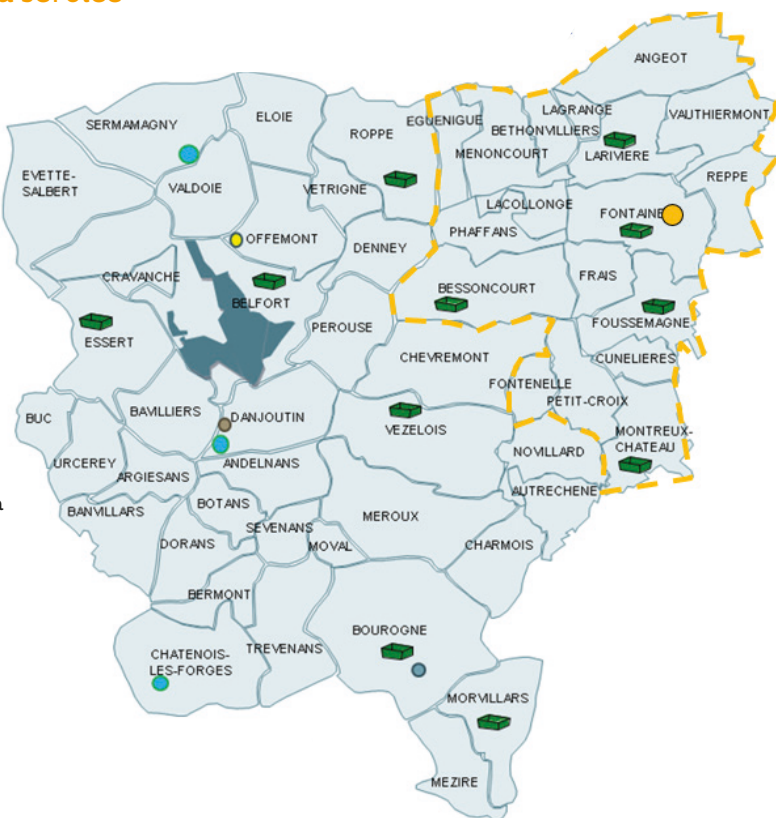 ANGEOT
SERMAMAGNY
ELOIE
ROPPE
EGUENIGUE
LAGRANGE
VAUTHIERMONT
BETHONVILLIERS
MENONCOURT
LARIVIERE
EVETTE-
SALBERT
VALDOIE
VETRIGNE
REPPE
LACOLLONGE
FONTAINE
PHAFFANS
OFFEMONT
DENNEY
CRAVANCHE
BELFORT
BESSONCOURT
FRAIS
FOUSSEMAGNE
ESSERT
PEROUSE
CHEVREMONT
CUNELIERES
FONTENELLE
PETIT-CROIX
BUC
BAVILLIERS
DANJOUTIN
VEZELOIS
MONTREUX-
CHATEAU
NOVILLARD
URCEREY
ARGIESANS
ANDELNANS
AUTRECHENE
BANVILLARS
BOTANS
MEROUX
SEVENANS
DORANS
MOVAL
CHARMOIS
BERMONT
BOUROGNE
CHATENOIS-
LES-FORGES
TREVENANS
MORVILLARS
MEZIRE